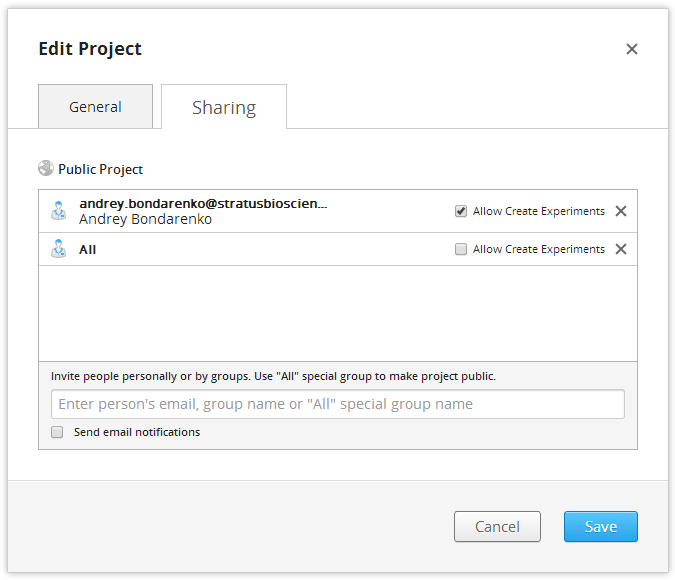 Edit Project
General
Sharing
Public Project
andrey.bondarenko@stratusbioscien...
Andrey Bondarenko
Allow Create Experiments
All
Allow Create Experiments
Invite people personally or by groups. Use "All" special group to make project public.
Enter person's email, group name or "All" special group name
Send email notifications
Cancel
Save